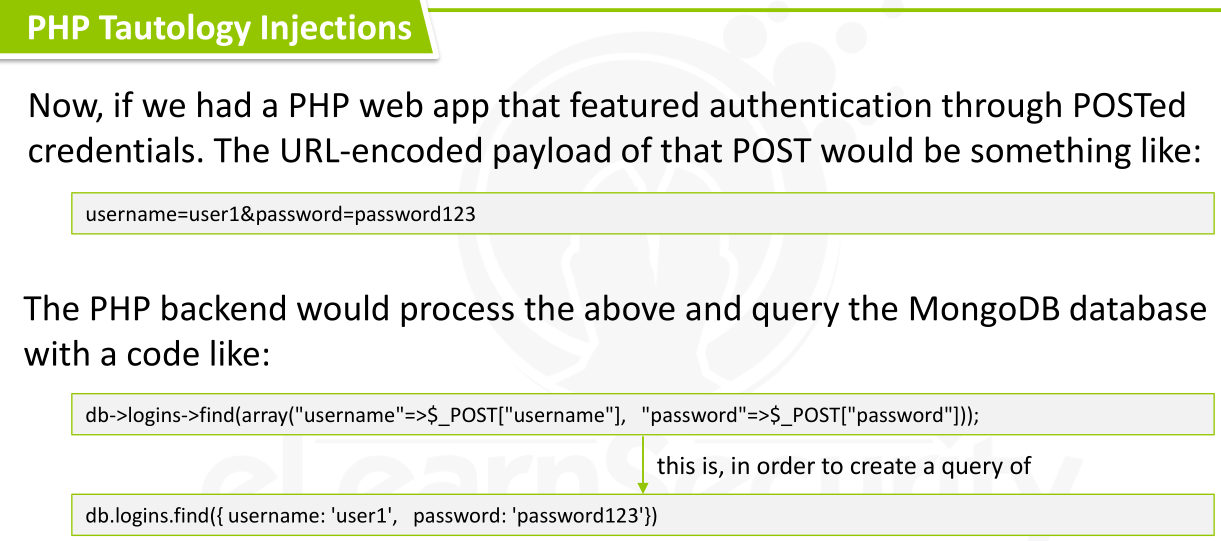 PHP Tautology Injections
Now, if we had a PHP web app that featured authentication through POSTed
credentials. The URL-encoded payload of that POST would be something like:
username=user1&password=password123
The PHP backend would process the above and query the MongoDB database
with a code like:
db->logins->find(array("username"=>$_POST["username"],   "password"=>$_POST["password"]));
this is, in order to create a query of
db.logins.find({ username: 'user1',   password: 'password123'})
eLearnSecurity